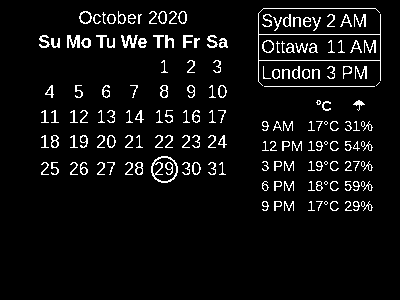 October 2020
Su Mo Tu We Th Fr Sa
1 2 3
4 5 6 7 8 9 10
11 12 13 14 15 16 17
18 19 20 21 22 23 24
25 26 27 28 29 30 31
Sydney 2 AM
Ottawa 11 AM
London 3 PM
°C ☂
9 AM 17°C 31%
12 PM 19°C 54%
3 PM 19°C 27%
6 PM 18°C 59%
9 PM 17°C 29%